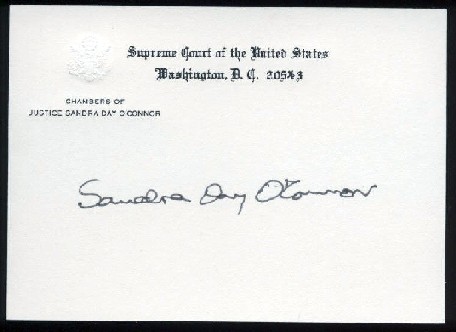 Supreme Court of the United States
Washington, D. C. 20543
CHAMBERS OF
JUSTICE SANDRA DAY O'CONNOR
Sandra Day O'Connor